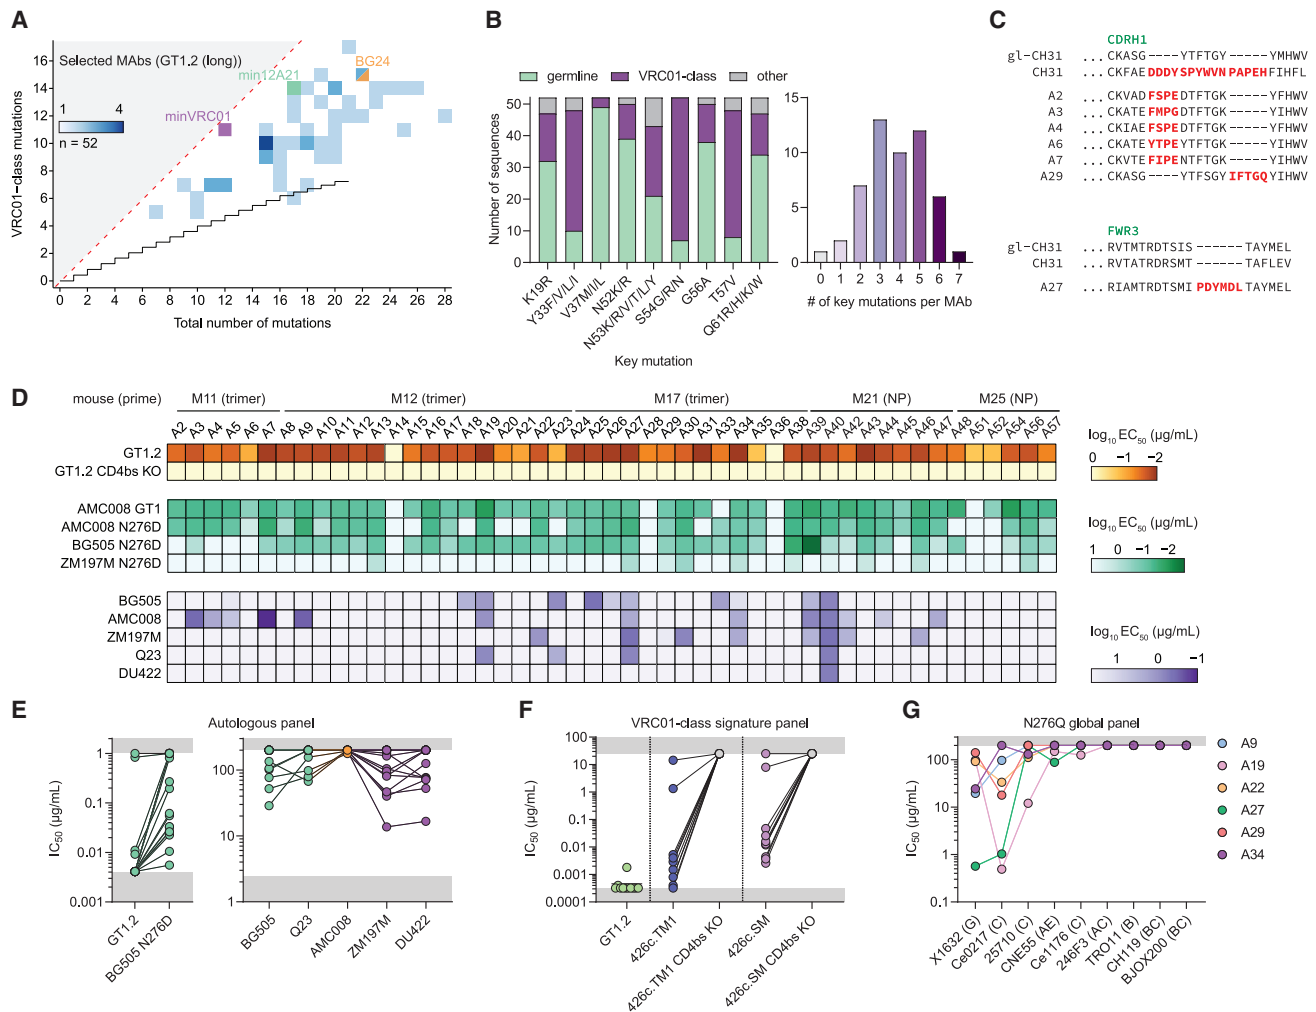 A
Selected MAbs (GT1.2 (long))
BG24
min12A21
minVRC01
1 4
n = 52
VRC01−class mutations
16
14
12
10
8
6
4
2
0
0 2 4 6 8 10 12 14 16 18 20 22 24 26 28
Total number of mutations
B
germline VRC01-class other
Number of sequences
50
40
30
20
10
0
K19R
Y33F/V/L/I
V37M/I/L
N52K/R
N53K/R/V/T/L/Y
S54G/R/N
G56A
T57V
Q61R/H/K/W
Key mutation
15
10
5
0
0 1 2 3 4 5 6 7
# of key mutations per MAb
C
CDRH1
gl−CH31 ... CKASG−−−−YTFTGY−−−−−YMHWV
CH31 ... CKFAEDDDYSPYWVNPAPEHFIHFL
A2 ... CKVADFSPEDTFTGK−−−−−YFHWV
A3 ... CKATEFMPGDTFTGK−−−−−YIHWV
A4 ... CKIAEFSPEDTFTGK−−−−−YIHWV
A6 ... CKATEYTPEDTFTGK−−−−−YIHWV
A7 ... CKVTEFIPENTFTGK−−−−−YIHWV
A29 ... CKASG−−−−YTFSGYIFTGQYIHWV
FWR3
gl−CH31 ... RVTMTRDTSIS−−−−−−TAYMEL
CH31 ... RVTATRDRSMT−−−−−−TAFLEV
A27 ... RIAMTRDTSMIPDYMDLTAYMEL
D
mouse (prime) M11 (trimer) M12 (trimer) M17 (trimer) M21 (NP) M25 (NP)
A2 A3 A4 A5 A6 A7 A8 A9 A10 A11 A12 A13 A14 A15 A16 A17 A18 A19 A20 A21 A22 A23 A24 A25 A26 A27 A28 A29 A30 A31 A33 A34 A35 A36 A38 A39 A40 A42 A43 A44 A45 A46 A47 A48 A51 A52 A54 A56 A57
GT1.2
GT1.2 CD4bs KO
log10 EC50 (µg/mL)
0 −1 −2
AMC008 GT1
AMC008 N276D
BG505 N276D
ZM197M N276D
log10 EC50 (µg/mL)
1 0 −1 −2
BG505
AMC008
ZM197M
Q23
DU422
log10 EC50 (µg/mL)
1 0 −1
E
Autologous panel
IC50 (µg/mL)
1
0.1
0.01
0.001
GT1.2
BG505 N276D
100
10
1
BG505
Q23
AMC008
ZM197M
DU422
F
VRC01-class signature panel
IC50 (µg/mL)
100
10
1
0.1
0.01
0.001
0.0001
GT1.2
426c.TM1
426c.TM1 CD4bs KO
426c.SM
426c.SM CD4bs KO
G
N276Q global panel
IC50 (µg/mL)
100
10
1
0.1
X1632 (G)
Ce0217 (C)
25710 (C)
CNE55 (AE)
Ce1176 (C)
246F3 (AC)
TRO11 (B)
CH119 (BC)
BJOX200 (BC)
A9
A19
A22
A27
A29
A34